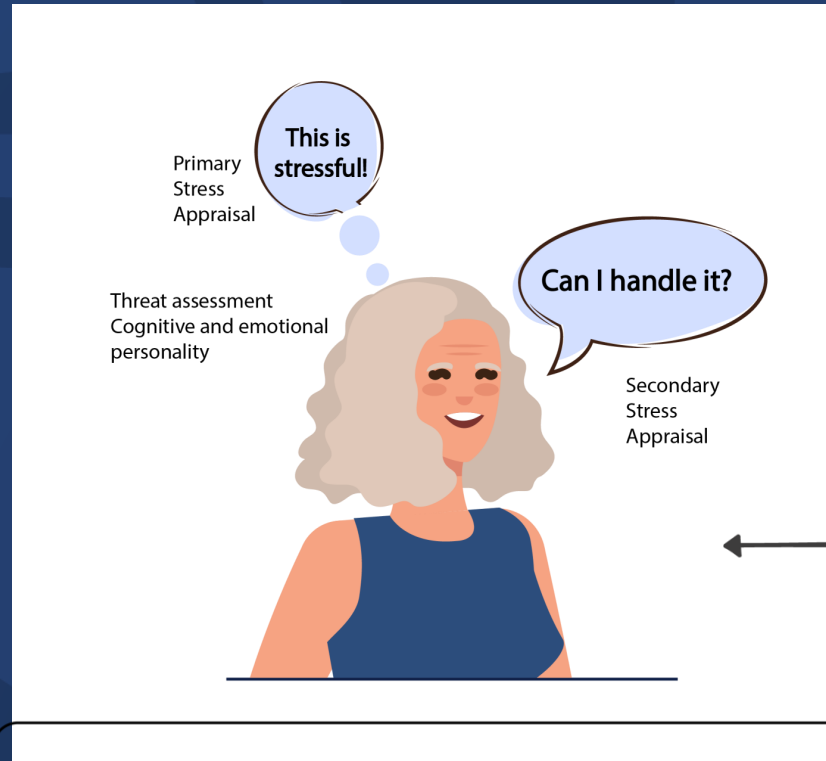 This is
stressful!
Primary
Stress
Appraisal
Can I handle it?
Threat assessment
Cognitive and emotional
personality
Secondary
Stress
Appraisal